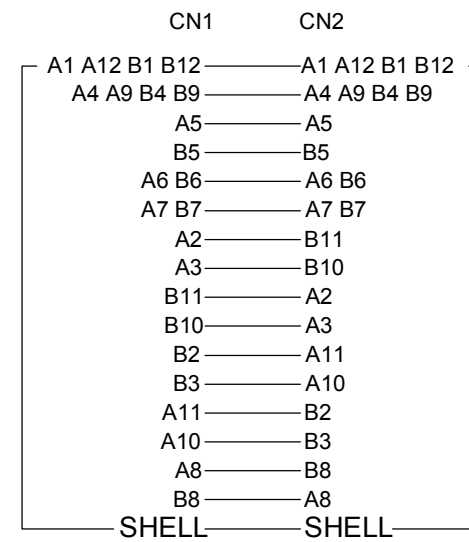 CN1 CN2
A1 A12 B1 B12 A1 A12 B1 B12
A4 A9 B4 B9 A4 A9 B4 B9
A5 A5
B5 B5
A6 B6 A6 B6
A7 B7 A7 B7
A2 B11
A3 B10
B11 A2
B10 A3
B2 A11
B3 A10
A11 B2
A10 B3
A8 B8
B8 A8
SHELL SHELL